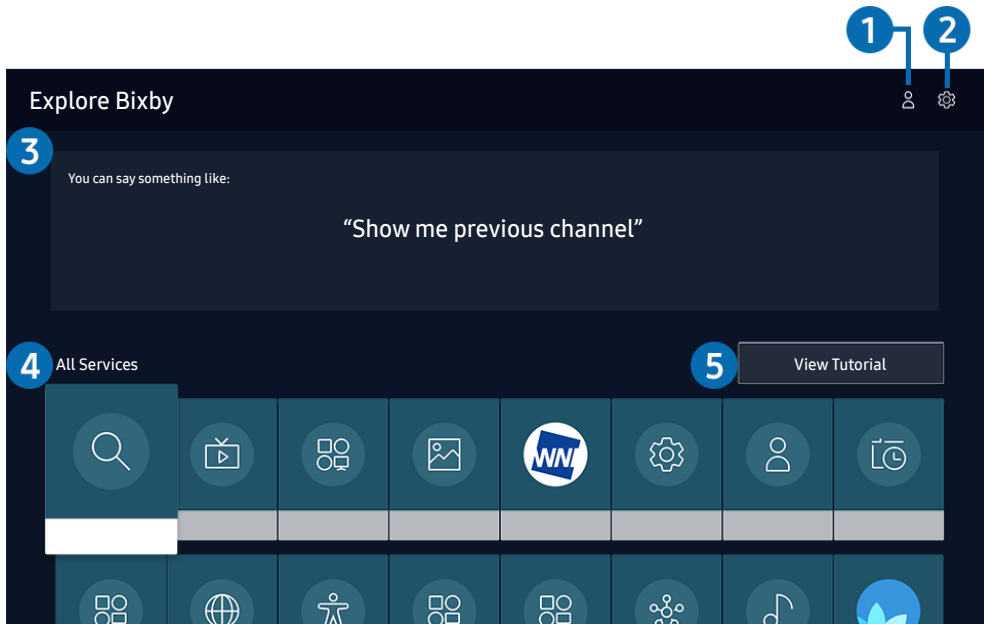 1 2
Explore Bixby
3
You can say something like:
“Show me previous channel”
4 All Services
5 View Tutorial
WNI